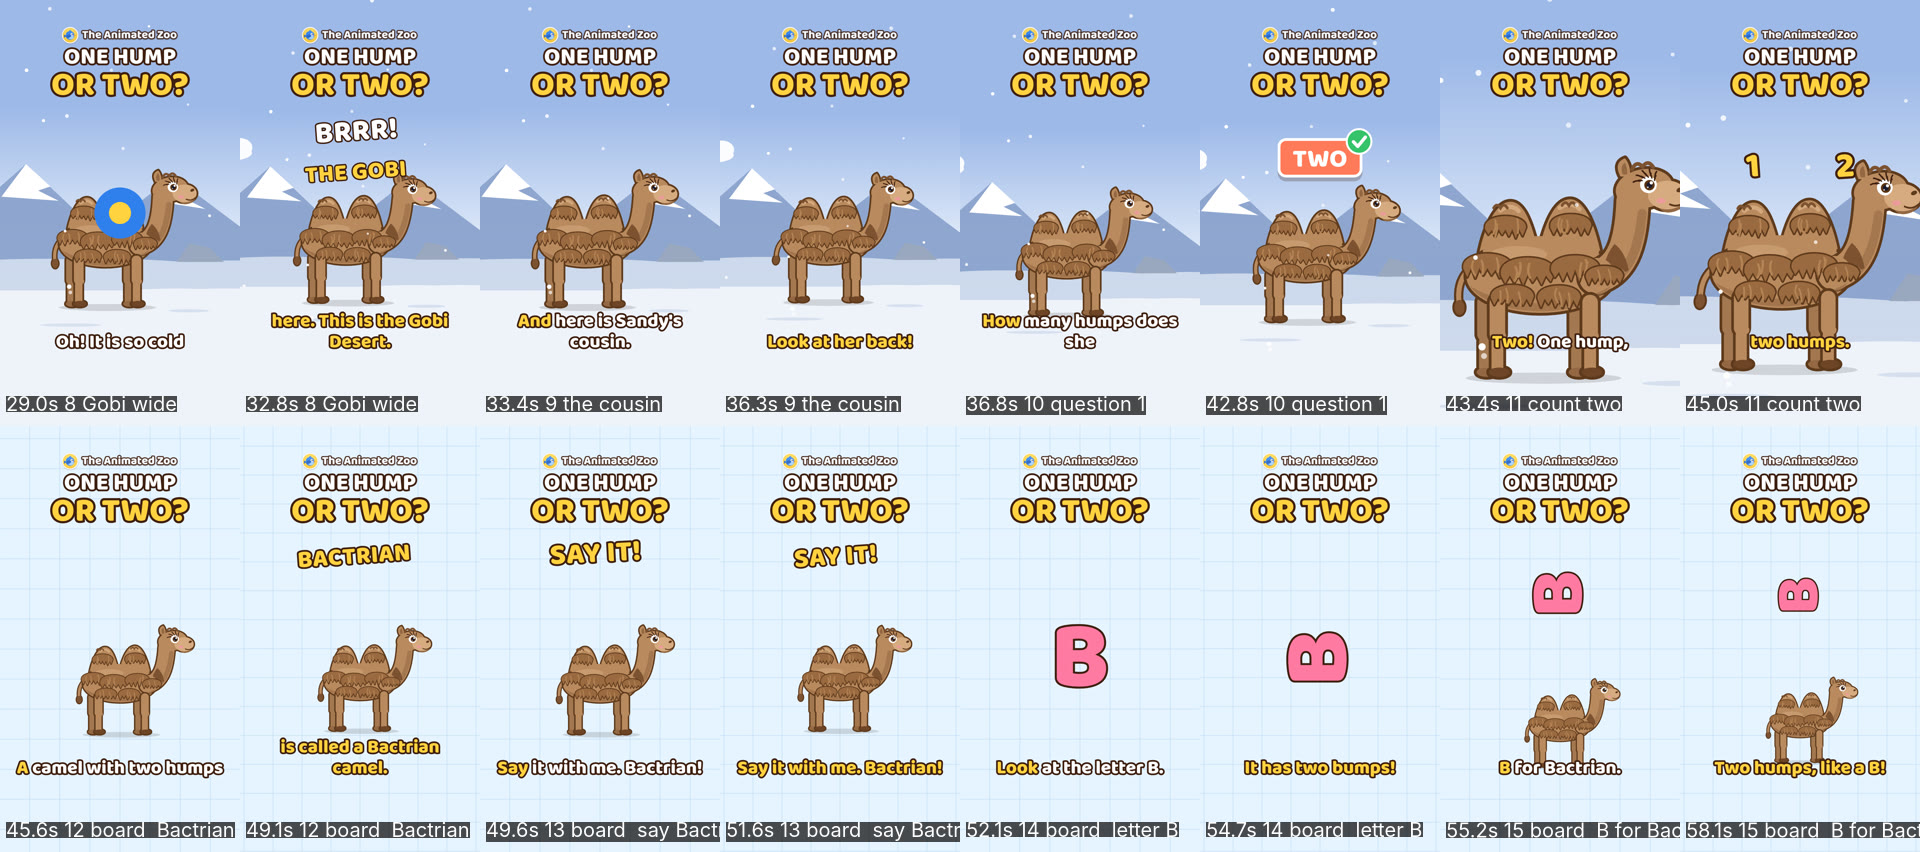 The Animated Zoo
ONE HUMP
OR TWO?
Oh! It is so cold
29.0s 8 Gobi wide
The Animated Zoo
ONE HUMP
OR TWO?
BRRR!
THE GOBI
here. This is the Gobi
Desert.
32.8s 8 Gobi wide
The Animated Zoo
ONE HUMP
OR TWO?
And here is Sandy's
cousin.
33.4s 9 the cousin
The Animated Zoo
ONE HUMP
OR TWO?
Look at her back!
36.3s 9 the cousin
The Animated Zoo
ONE HUMP
OR TWO?
How many humps does
she
36.8s 10 question 1
The Animated Zoo
ONE HUMP
OR TWO?
TWO
42.8s 10 question 1
The Animated Zoo
ONE HUMP
OR TWO?
Two! One hump,
43.4s 11 count two
The Animated Zoo
ONE HUMP
OR TWO?
1 2
two humps.
45.0s 11 count two
The Animated Zoo
ONE HUMP
OR TWO?
A camel with two humps
45.6s 12 board Bactrian
The Animated Zoo
ONE HUMP
OR TWO?
BACTRIAN
is called a Bactrian
camel.
49.1s 12 board Bactrian
The Animated Zoo
ONE HUMP
OR TWO?
SAY IT!
Say it with me. Bactrian!
49.6s 13 board say Bact
The Animated Zoo
ONE HUMP
OR TWO?
SAY IT!
Say it with me. Bactrian!
51.6s 13 board say Bactr
The Animated Zoo
ONE HUMP
OR TWO?
B
Look at the letter B.
52.1s 14 board letter B
The Animated Zoo
ONE HUMP
OR TWO?
B
It has two bumps!
54.7s 14 board letter B
The Animated Zoo
ONE HUMP
OR TWO?
B
B for Bactrian.
55.2s 15 board B for Bac
The Animated Zoo
ONE HUMP
OR TWO?
B
Two humps, like a B!
58.1s 15 board B for Bact